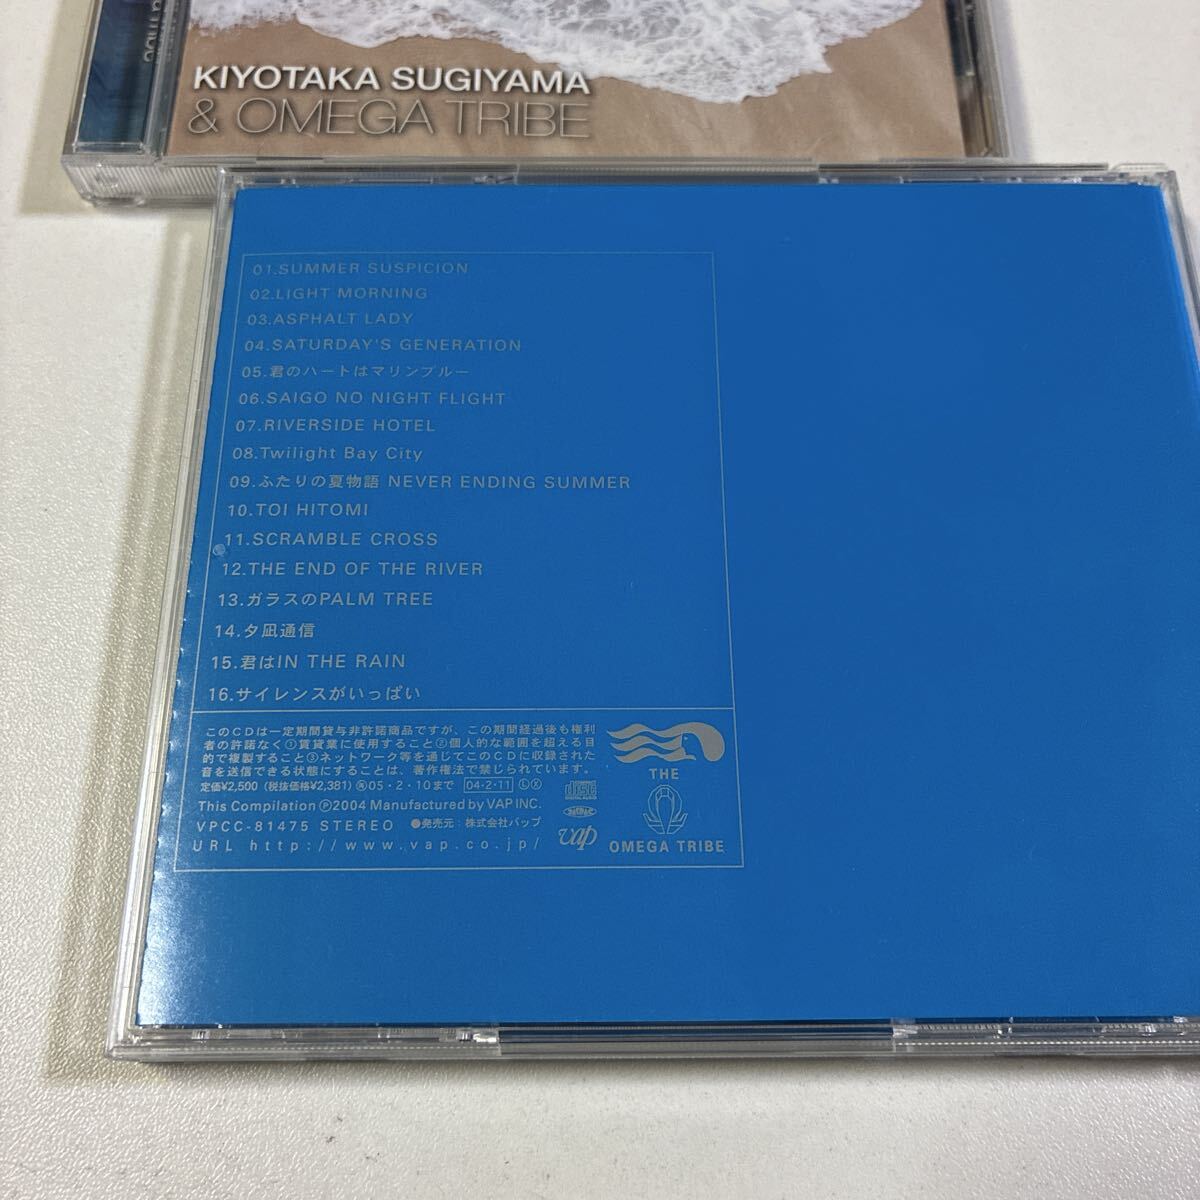 KIYOTAKA SUGIYAMA
& OMEGA TRIBE
01.SUMMER SUSPICION
02.LIGHT MORNING
03.ASPHALT LADY
04.SATURDAY'S GENERATION
05.君のハートはマリンブルー
06.SAIGO NO NIGHT FLIGHT
07.RIVERSIDE HOTEL
08.Twilight Bay City
09.ふたりの夏物語 NEVER ENDING SUMMER
10.TOI HITOMI
11.SCRAMBLE CROSS
12.THE END OF THE RIVER
13.ガラスのPALM TREE
14.夕凪通信
15.君はIN THE RAIN
16.サイレンスがいっぱい
このCDは一定期間貸与非許諾商品ですが、この期間経過後も権利
者の許諾なく①賃貸業に使用すること②個人的な範囲を超える目
的で複製すること③ネットワーク等を通じてこのCDに収録された
音を送信できる状態にすることは、著作権法で禁じられています。
定価¥2,500 (税抜価格¥2,381) 再05・2・10まで 04・2・11 Ⓛ Ⓧ
This Compilation Ⓟ2004 Manufactured by VAP INC.
VPCC-81475 STEREO ●発売元:株式会社バップ
URL http://www.vap.co.jp/
disc
DIGITAL AUDIO
vap
THE
OMEGA TRIBE